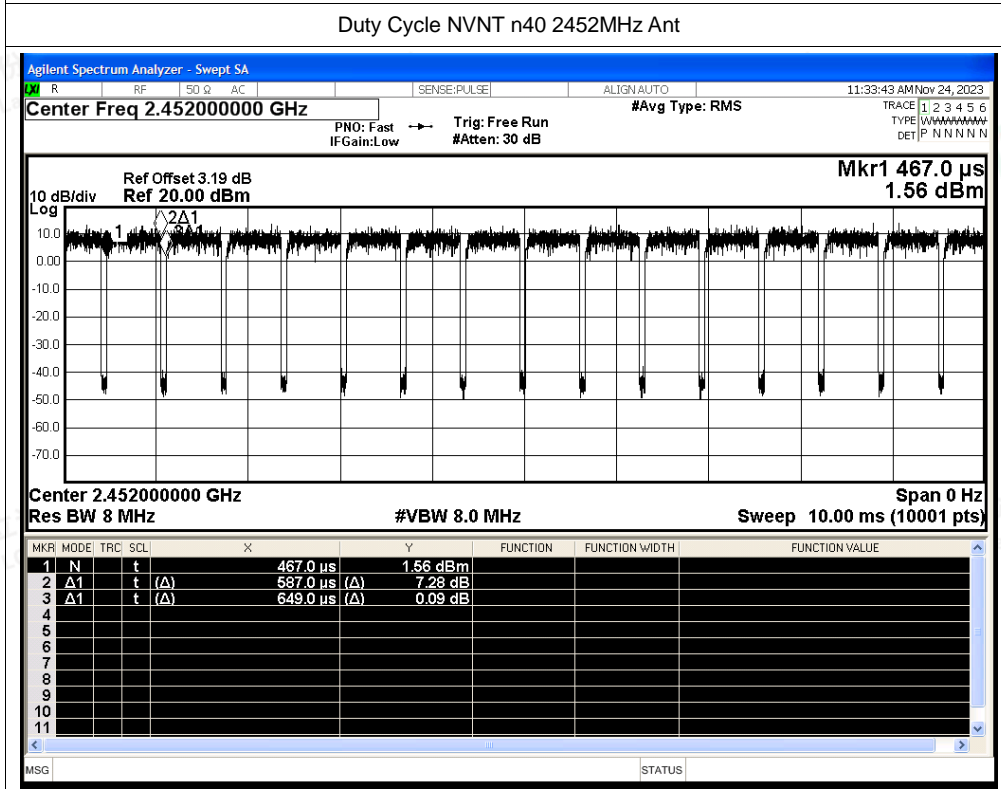 Duty Cycle NVNT n40 2452MHz Ant
Agilent Spectrum Analyzer - Swept SA
LXI R RF 50 Ω AC SENSE:PULSE ALIGN AUTO 11:33:43 AM Nov 24, 2023
Center Freq 2.452000000 GHz #Avg Type: RMS TRACE 1 2 3 4 5 6
PNO: Fast Trig: Free Run TYPE WWWWWW
IFGain:Low #Atten: 30 dB DET P N N N N N
Mkr1 467.0 µs
Ref Offset 3.19 dB
10 dB/div Ref 20.00 dBm 1.56 dBm
Log
2Δ1
10.0 1 3Δ1
0.00
-10.0
-20.0
-30.0
-40.0
-50.0
-60.0
-70.0
Center 2.452000000 GHz Span 0 Hz
Res BW 8 MHz #VBW 8.0 MHz Sweep 10.00 ms (10001 pts)
MKR MODE TRC SCL X Y FUNCTION FUNCTION WIDTH FUNCTION VALUE
1 N t 467.0 µs 1.56 dBm
2 Δ1 t (Δ) 587.0 µs (Δ) 7.28 dB
3 Δ1 t (Δ) 649.0 µs (Δ) 0.09 dB
4
5
6
7
8
9
10
11
MSG STATUS